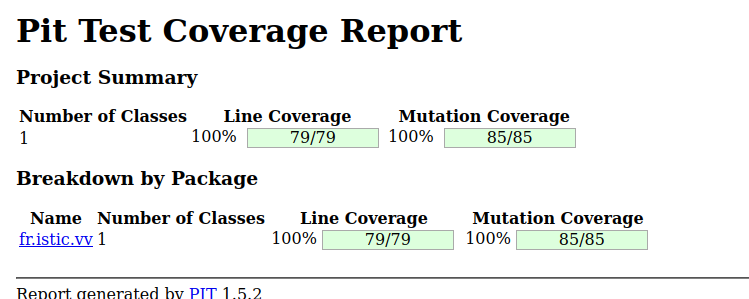 Pit Test Coverage Report
Project Summary
Number of Classes Line Coverage Mutation Coverage
1 100% 79/79 100% 85/85
Breakdown by Package
Name Number of Classes Line Coverage Mutation Coverage
fr.istic.vv 1 100% 79/79 100% 85/85
Report generated by PIT 1.5.2